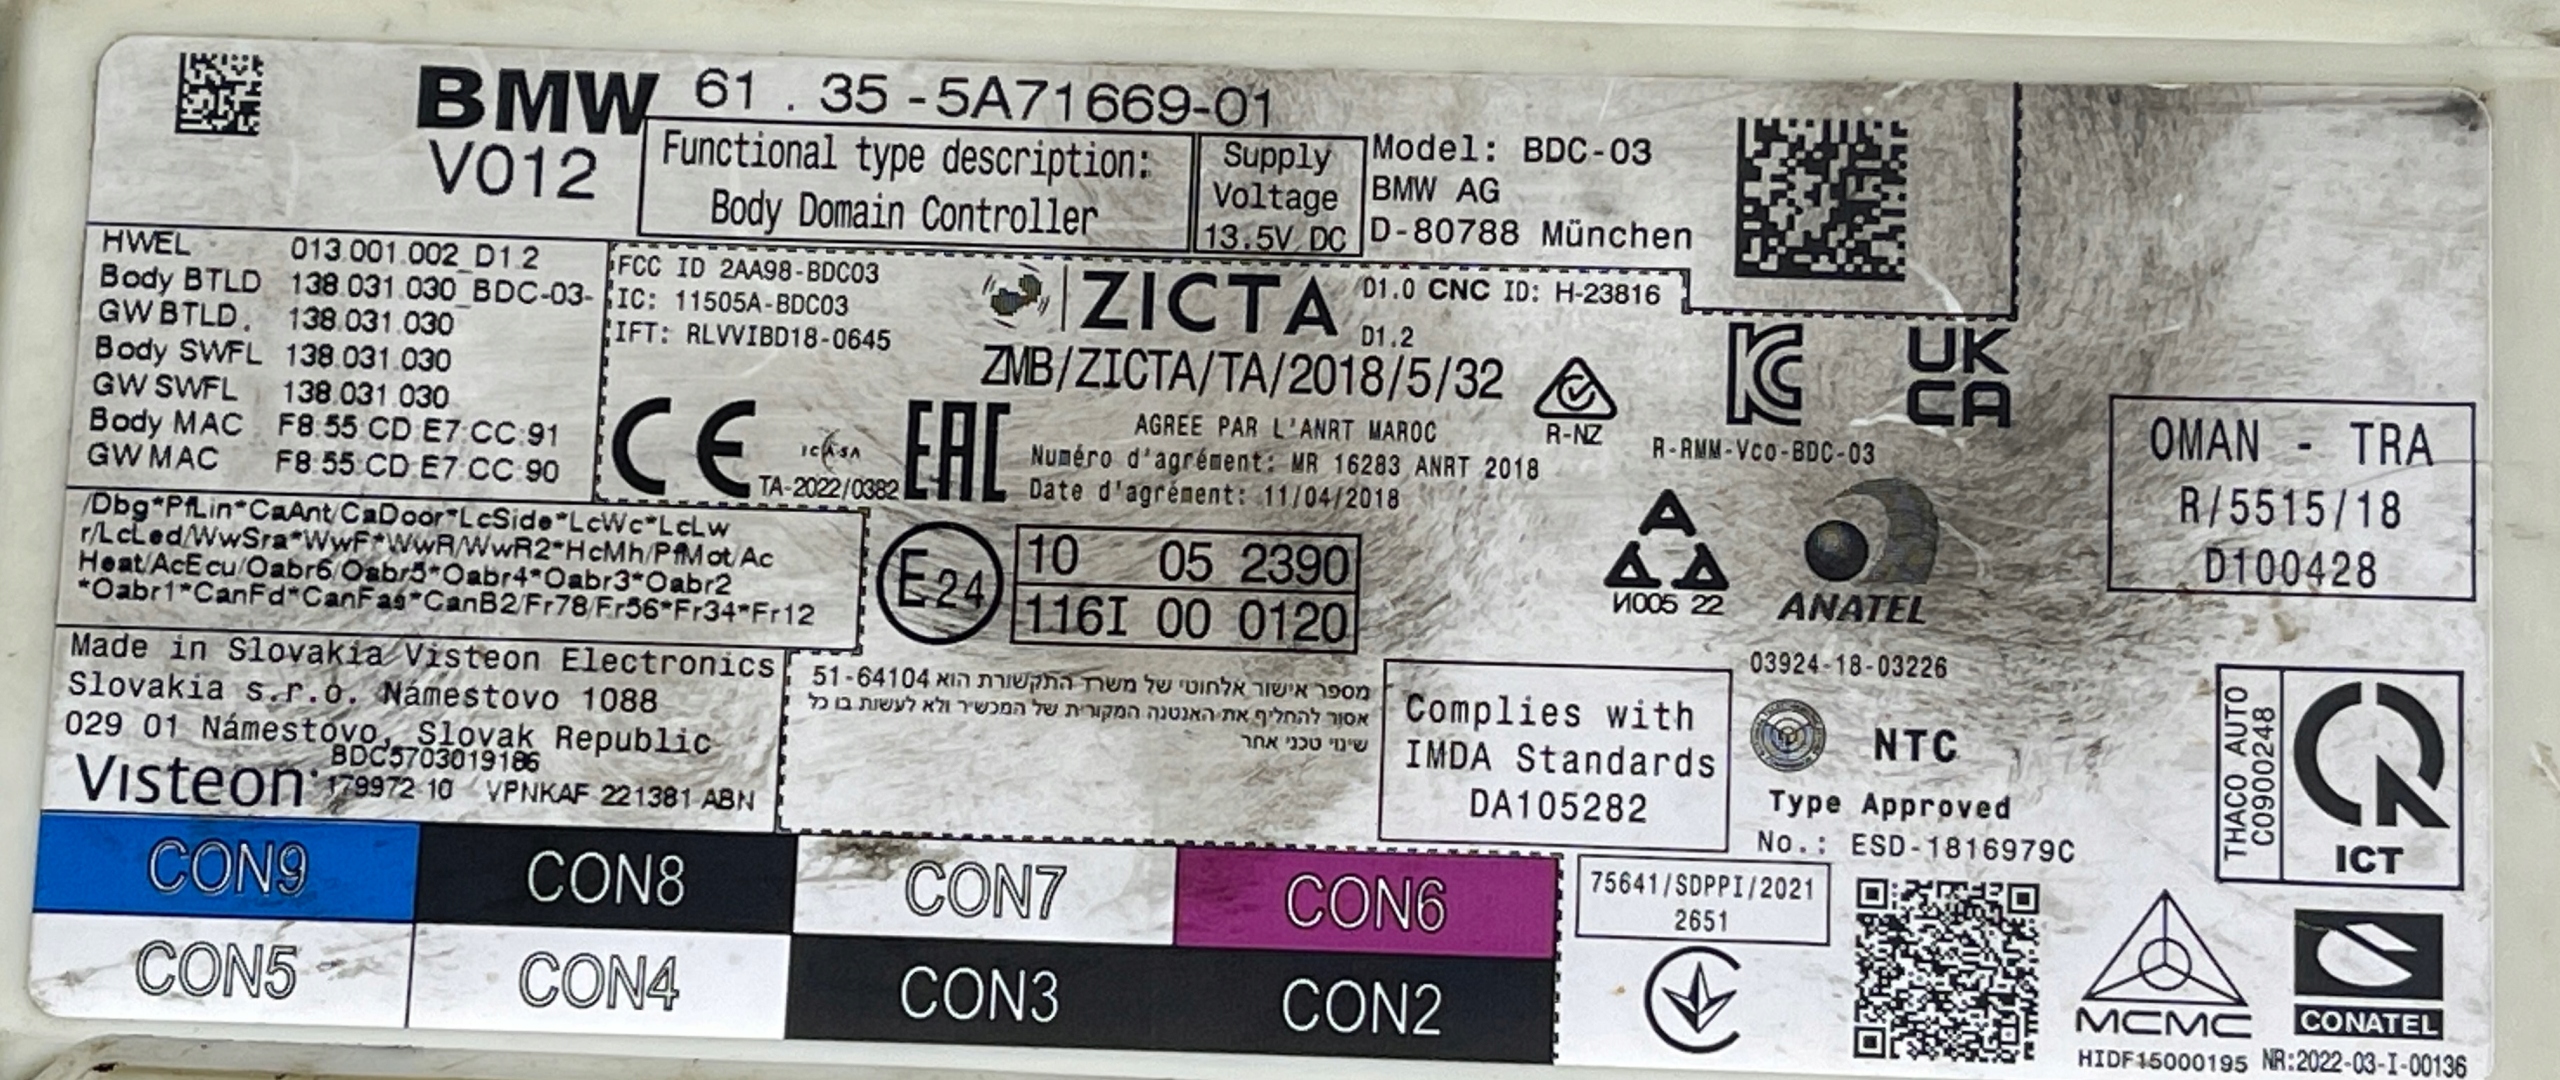 BMW 61 . 35 - 5A71669-01
V012
Functional type description:
Body Domain Controller
Supply
Voltage
13.5V DC
Model: BDC-03
BMW AG
D-80788 München
HWEL 013.001.002_D1.2
Body BTLD 138.031.030_BDC-03-
GW BTLD. 138.031.030
Body SWFL 138.031.030
GW SWFL 138.031.030
Body MAC F8:55:CD:E7:CC:91
GW MAC F8:55:CD:E7:CC:90
FCC ID 2AA98-BDC03
IC: 11505A-BDC03
IFT: RLVVIBD18-0645
ZICTA
D1.0 CNC ID: H-23816
D1.2
ZMB/ZICTA/TA/2018/5/32
CE
ICASA
TA-2022/0382
EAC
AGREE PAR L'ANRT MAROC
Numéro d'agrément: MR 16283 ANRT 2018
Date d'agrément: 11/04/2018
R-NZ
KC
R-RMM-Vco-BDC-03
UK
CA
OMAN - TRA
R/5515/18
D100428
/Dbg*PfLin*CaAnt/CaDoor*LcSide*LcWc*LcLw
r/LcLed/WwSra*WwF*WwR/WwR2*HcMh/PfMot/Ac
Heat/AcEcu/Oabr6/Oabr5*Oabr4*Oabr3*Oabr2
*Oabr1*CanFd*CanFas*CanB2/Fr78/Fr56*Fr34*Fr12
E24
10 05 2390
116I 00 0120
И005 22
ANATEL
03924-18-03226
Made in Slovakia Visteon Electronics
Slovakia s.r.o. Námestovo 1088
029 01 Námestovo, Slovak Republic
BDC5703019186
Visteon
179972 10 VPNKAF 221381 ABN
מספר אישור אלחוטי של משרד התקשורת הוא 51-64104
אסור להחליף את האנטנה המקורית של המכשיר ולא לעשות בו כל
שינוי טכני אחר
Complies with
IMDA Standards
DA105282
NTC
Type Approved
No.: ESD-1816979C
THACO AUTO
C0900248
ICT
CON9
CON8
CON7
CON6
CON5
CON4
CON3
CON2
75641/SDPPI/2021
2651
MCMC
HIDF15000195
CONATEL
NR:2022-03-I-00136